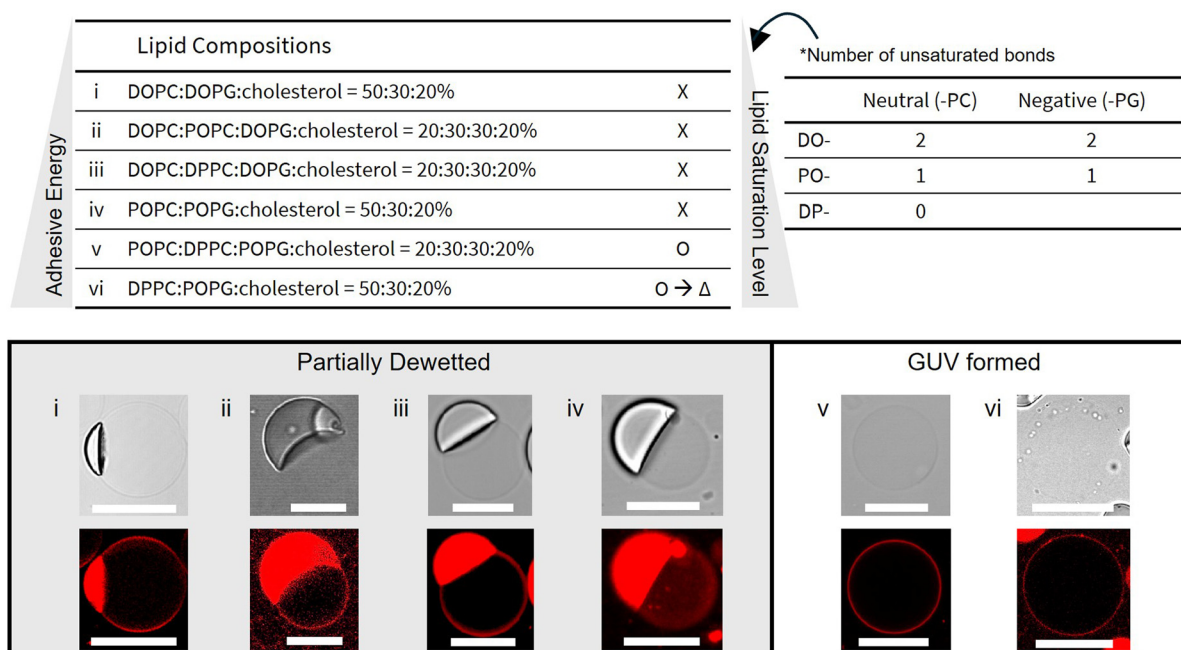 Lipid Compositions
i DOPC:DOPG:cholesterol = 50:30:20% X
ii DOPC:POPC:DOPG:cholesterol = 20:30:30:20% X
iii DOPC:DPPC:DOPG:cholesterol = 20:30:30:20% X
iv POPC:POPG:cholesterol = 50:30:20% X
v POPC:DPPC:POPG:cholesterol = 20:30:30:20% O
vi DPPC:POPG:cholesterol = 50:30:20% O → Δ
Adhesive Energy
Lipid Saturation Level
*Number of unsaturated bonds
Neutral (-PC) Negative (-PG)
DO- 2 2
PO- 1 1
DP- 0
Partially Dewetted
GUV formed
i ii iii iv v vi